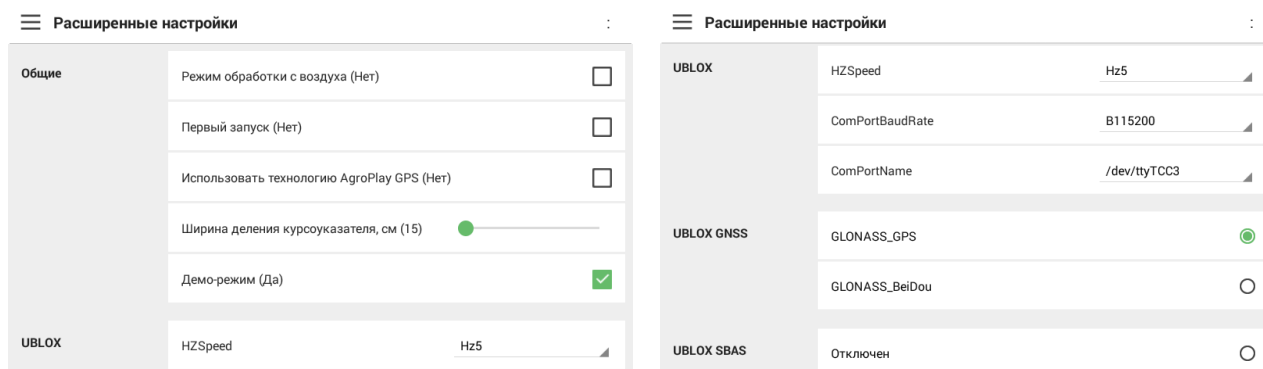 Расширенные настройки
Общие
Режим обработки с воздуха (Нет)
Первый запуск (Нет)
Использовать технологию AgroPlay GPS (Нет)
Ширина деления курсоуказателя, см (15)
Демо-режим (Да)
UBLOX
HZSpeed Hz5
Расширенные настройки
UBLOX
HZSpeed Hz5
ComPortBaudRate B115200
ComPortName /dev/ttyTCC3
UBLOX GNSS
GLONASS_GPS
GLONASS_BeiDou
UBLOX SBAS
Отключен